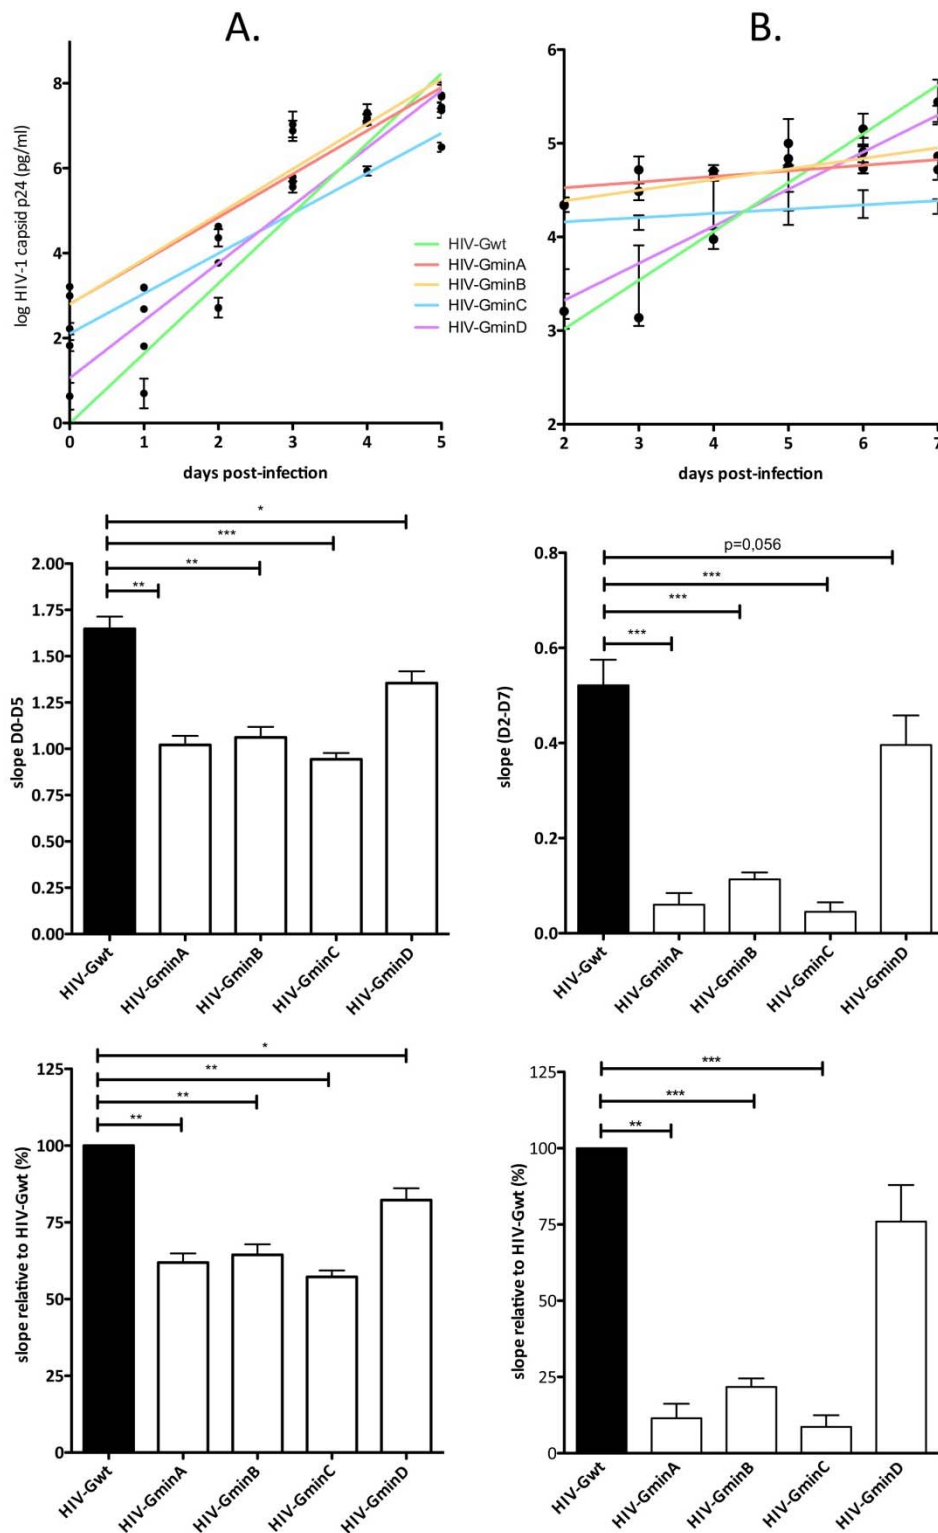 A.
B.
log HIV-1 capsid p24 (pg/ml)
8
6
4
2
0
0 1 2 3 4 5
days post-infection
HIV-Gwt
HIV-GminA
HIV-GminB
HIV-GminC
HIV-GminD
6
5
4
3
2
2 3 4 5 6 7
days post-infection
*
***
**
**
slope D0-D5
2.00
1.75
1.50
1.25
1.00
0.75
0.50
0.25
0.00
HIV-Gwt
HIV-GminA
HIV-GminB
HIV-GminC
HIV-GminD
p=0,056
***
***
***
slope (D2-D7)
0.8
0.6
0.4
0.2
0.0
HIV-Gwt
HIV-GminA
HIV-GminB
HIV-GminC
HIV-GminD
*
**
**
**
slope relative to HIV-Gwt (%)
125
100
75
50
25
0
HIV-Gwt
HIV-GminA
HIV-GminB
HIV-GminC
HIV-GminD
***
***
**
slope relative to HIV-Gwt (%)
125
100
75
50
25
0
HIV-Gwt
HIV-GminA
HIV-GminB
HIV-GminC
HIV-GminD